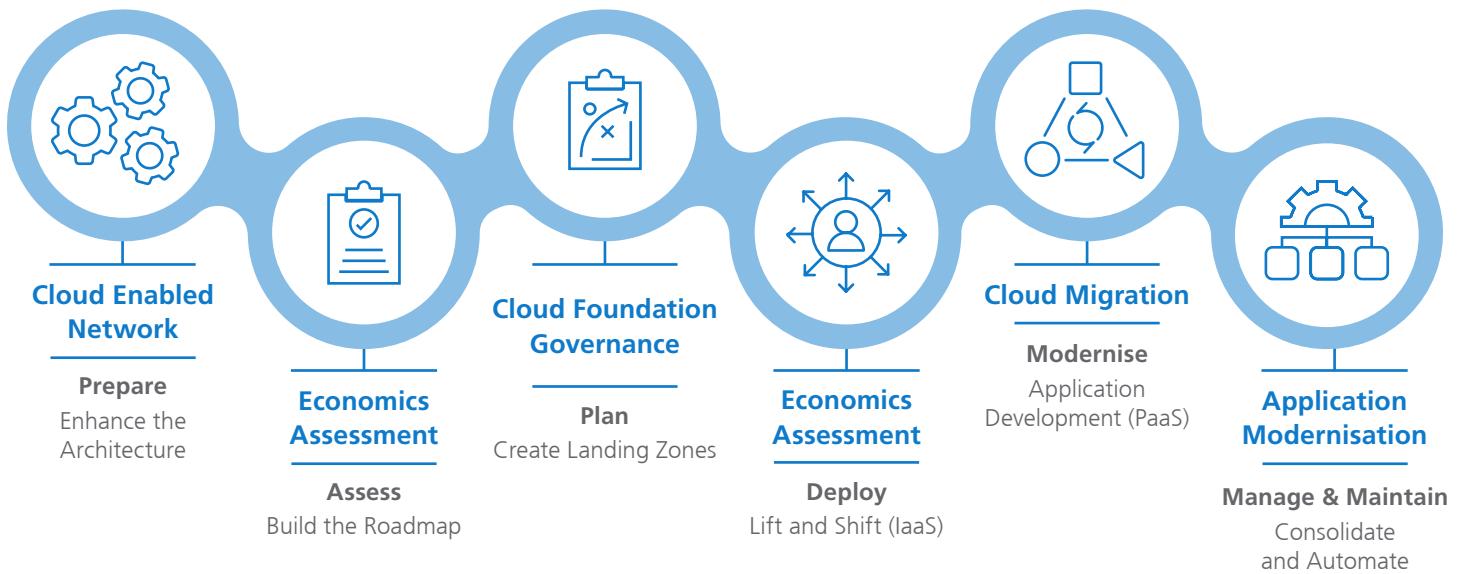 Cloud Enabled
Network
Prepare
Enhance the
Architecture
Economics
Assessment
Assess
Build the Roadmap
Cloud Foundation
Governance
Plan
Create Landing Zones
Economics
Assessment
Deploy
Lift and Shift (IaaS)
Cloud Migration
Modernise
Application
Development (PaaS)
Application
Modernisation
Manage & Maintain
Consolidate
and Automate